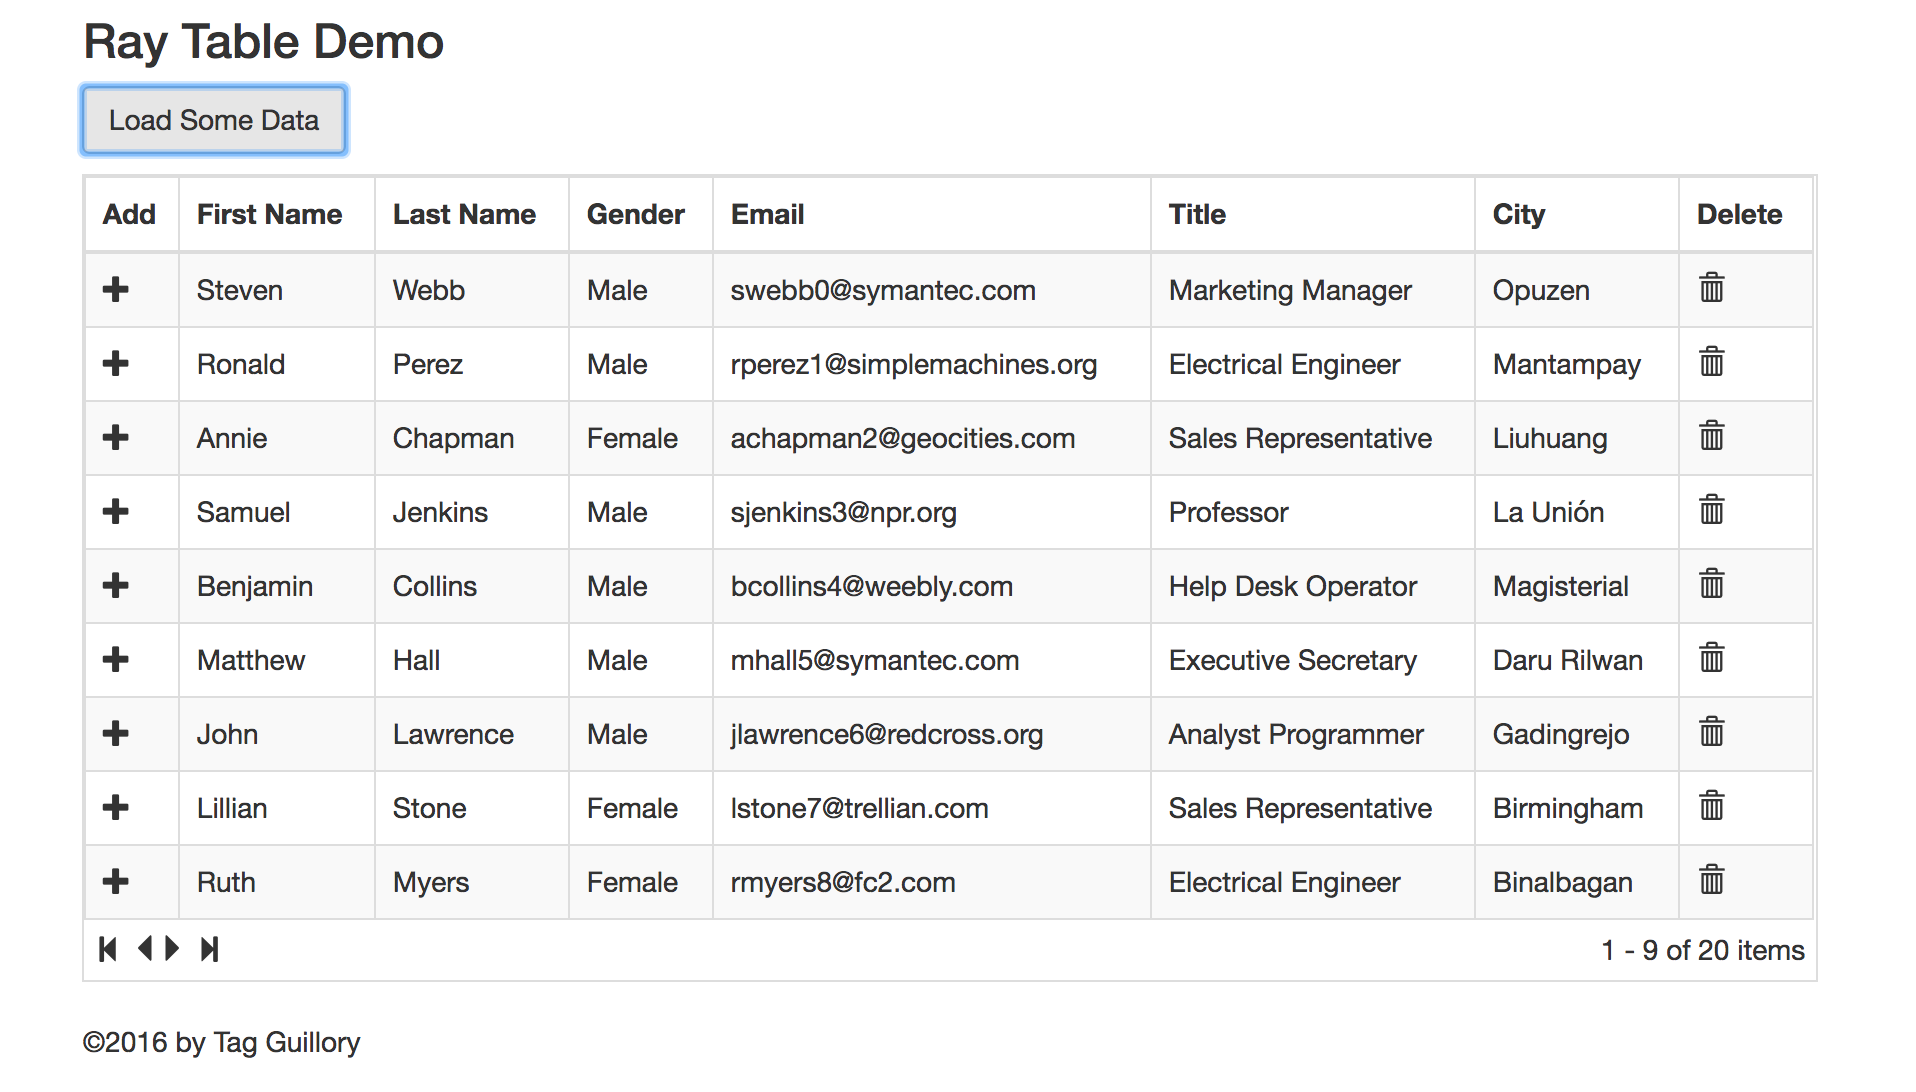 Ray Table Demo
Load Some Data
Add First Name Last Name Gender Email Title City Delete
Steven Webb Male swebb0@symantec.com Marketing Manager Opuzen
Ronald Perez Male rperez1@simplemachines.org Electrical Engineer Mantampay
Annie Chapman Female achapman2@geocities.com Sales Representative Liuhuang
Samuel Jenkins Male sjenkins3@npr.org Professor La Unión
Benjamin Collins Male bcollins4@weebly.com Help Desk Operator Magisterial
Matthew Hall Male mhall5@symantec.com Executive Secretary Daru Rilwan
John Lawrence Male jlawrence6@redcross.org Analyst Programmer Gadingrejo
Lillian Stone Female lstone7@trellian.com Sales Representative Birmingham
Ruth Myers Female rmyers8@fc2.com Electrical Engineer Binalbagan
1 - 9 of 20 items
©2016 by Tag Guillory